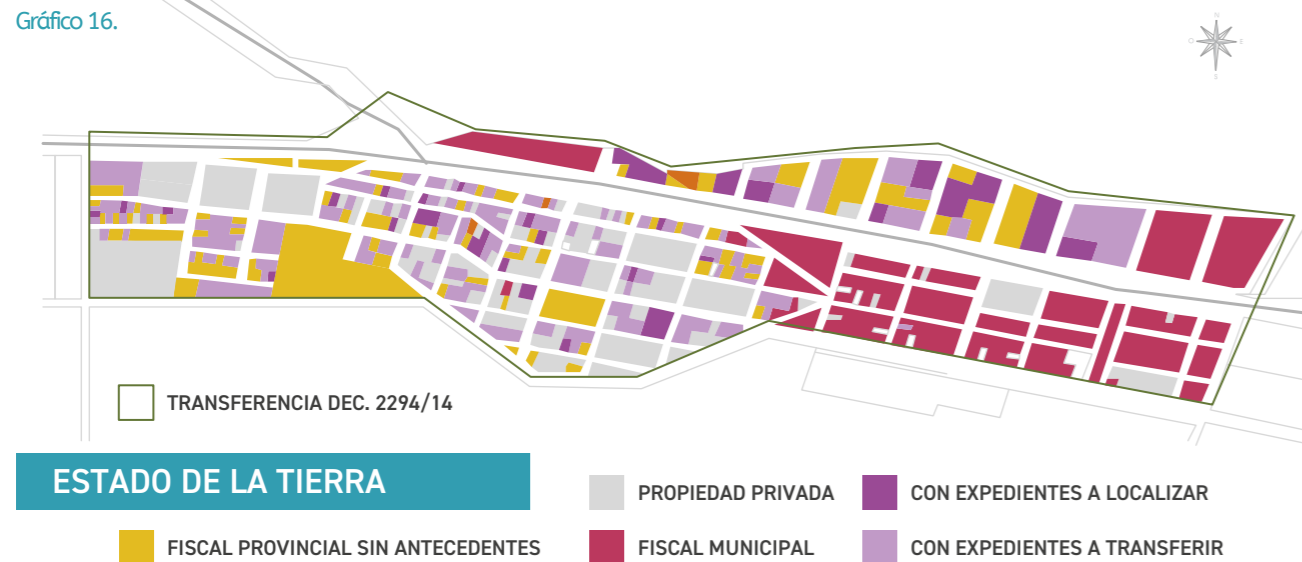 Gráfico 16.
N
O E
S
TRANSFERENCIA DEC. 2294/14
ESTADO DE LA TIERRA
PROPIEDAD PRIVADA
CON EXPEDIENTES A LOCALIZAR
FISCAL PROVINCIAL SIN ANTECEDENTES
FISCAL MUNICIPAL
CON EXPEDIENTES A TRANSFERIR